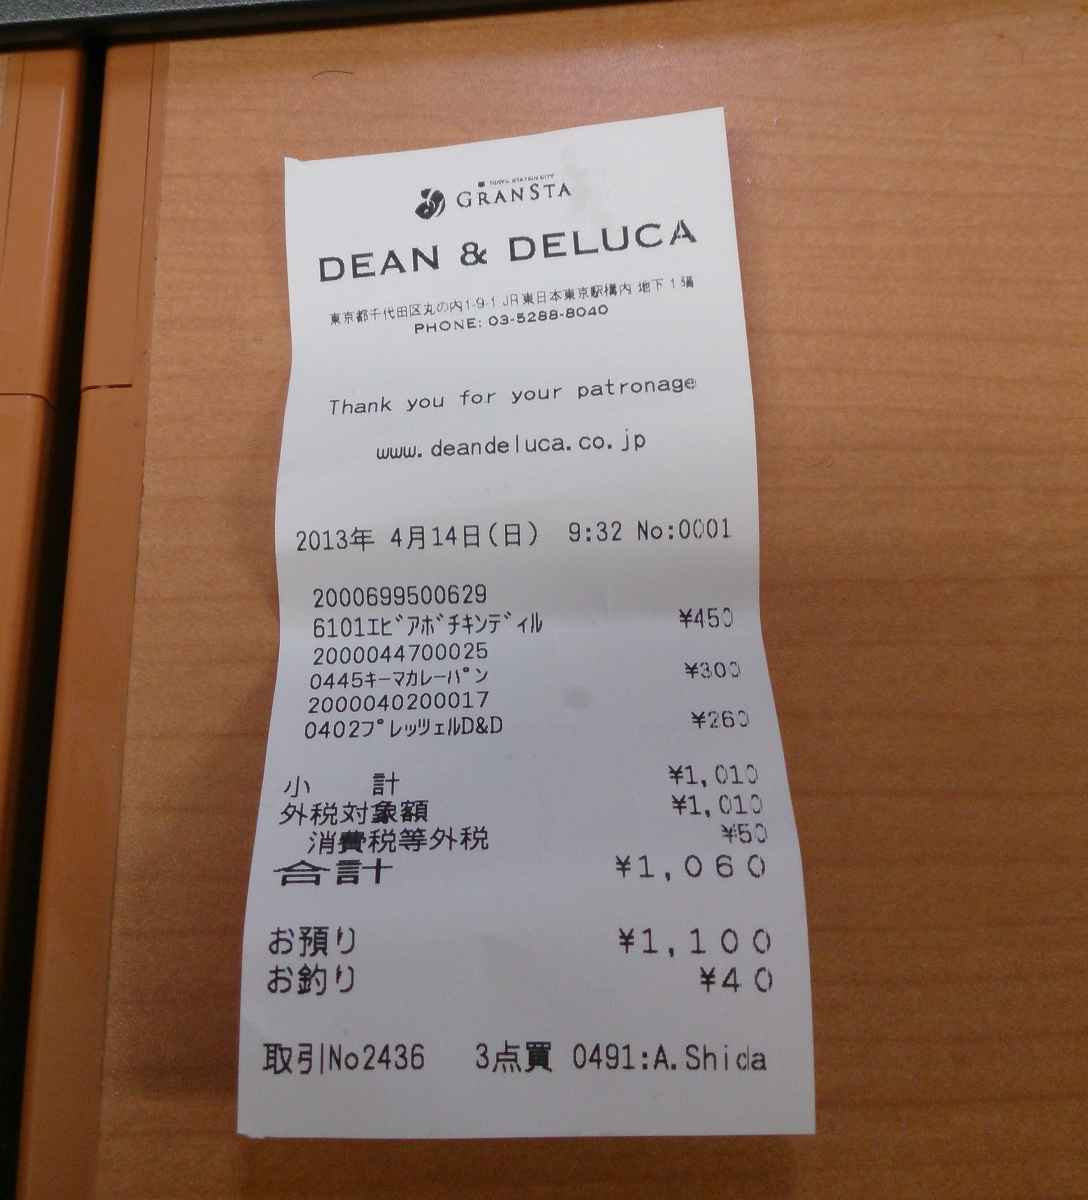 TOKYO STATION CITY
GRANSTA
DEAN & DELUCA
東京都千代田区丸の内1-9-1 JR東日本東京駅構内 地下1階
PHONE: 03-5288-8040
Thank you for your patronage
www.deandeluca.co.jp
2013年 4月14日(日) 9:32 No:0001
2000699500629
6101ｴﾋﾞｱﾎﾞﾁｷﾝﾃﾞｨﾙ ¥450
2000044700025
0445ｷｰﾏｶﾚｰﾊﾟﾝ ¥300
2000040200017
0402ﾌﾟﾚｯﾂｪﾙD&D ¥260
小 計 ¥1,010
外税対象額 ¥1,010
消費税等外税 ¥50
合計 ¥1,060
お預り ¥1,100
お釣り ¥40
取引No2436 3点買 0491:A.Shida